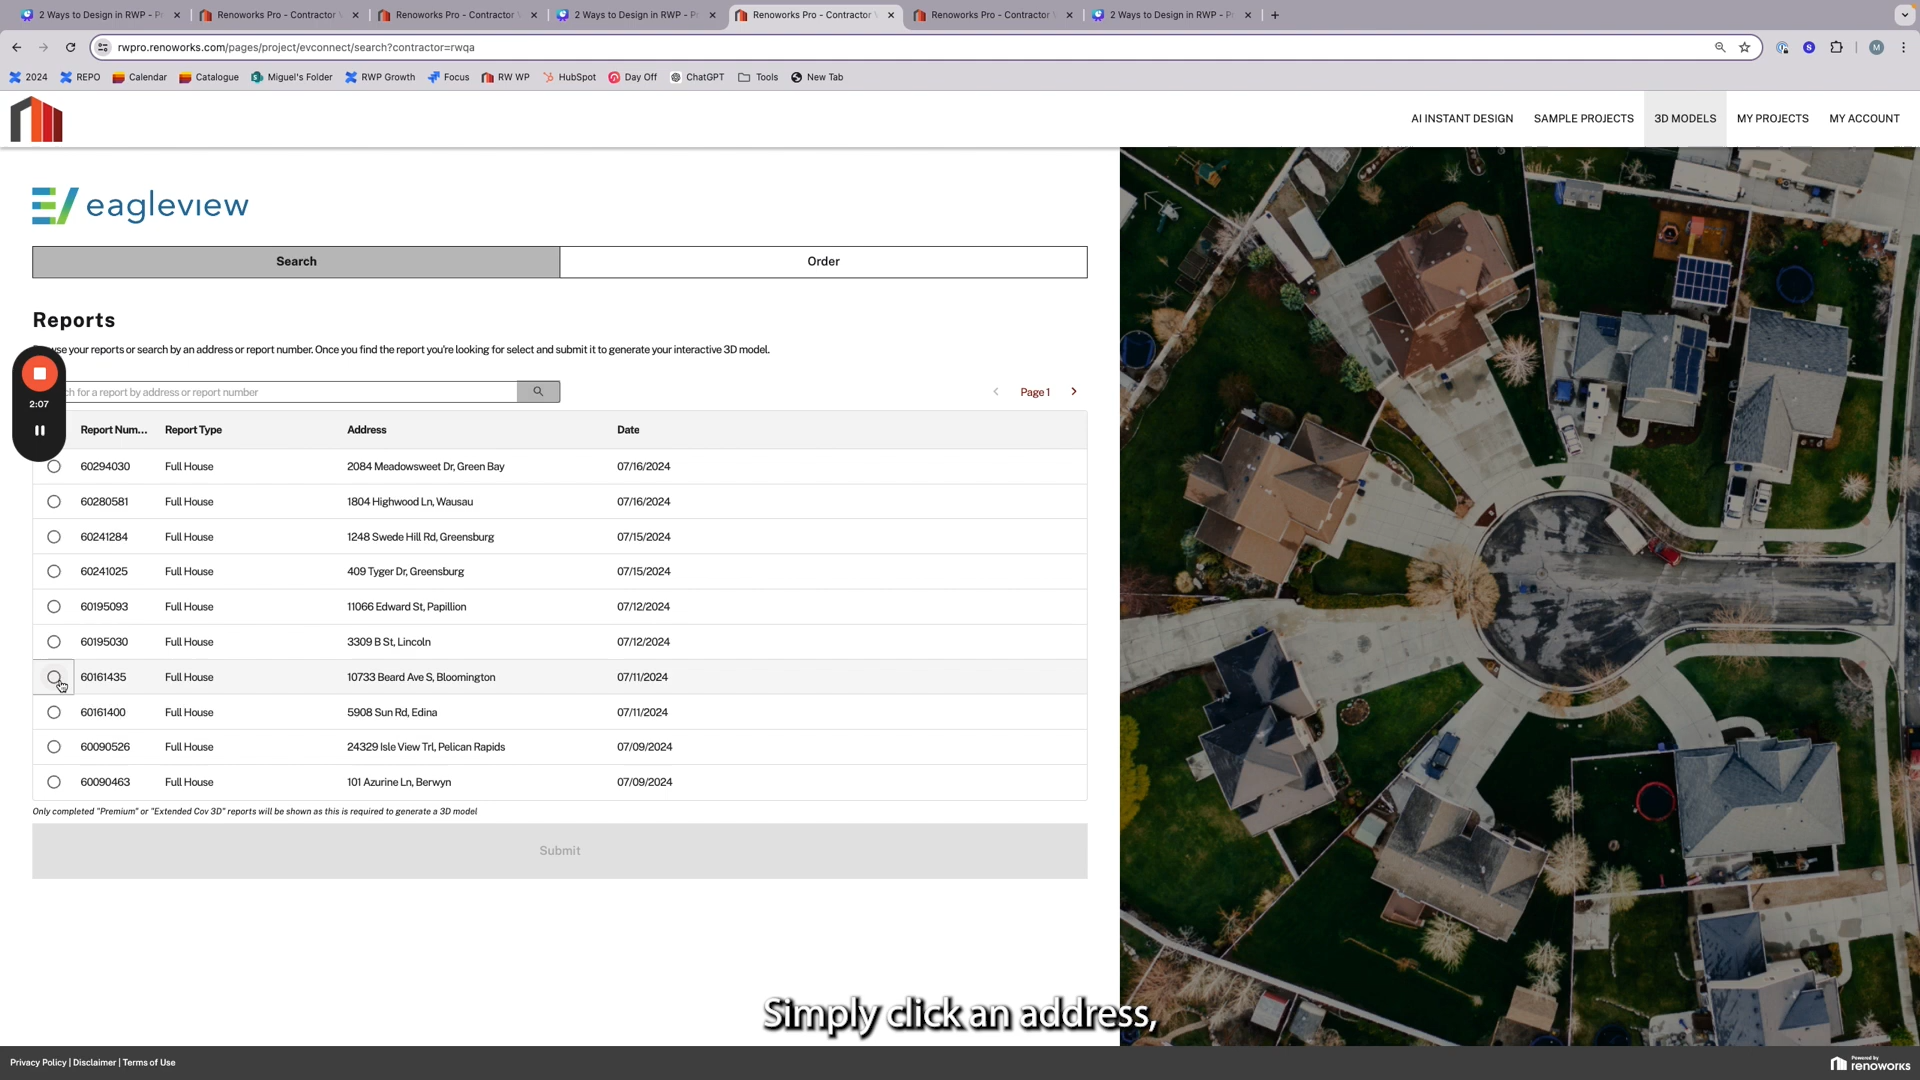 2 Ways to Design in RWP - P
Renoworks Pro - Contractor
Renoworks Pro - Contractor
2 Ways to Design in RWP - P
Renoworks Pro - Contractor
Renoworks Pro - Contractor
2 Ways to Design in RWP - P
rwpro.renoworks.com/pages/project/evconnect/search?contractor=rwqa
M
2024
REPO
Calendar
Catalogue
Miguel's Folder
RWP Growth
Focus
RW WP
HubSpot
Day Off
ChatGPT
Tools
New Tab
AI INSTANT DESIGN
SAMPLE PROJECTS
3D MODELS
MY PROJECTS
MY ACCOUNT
eagleview
Search
Order
Reports
se your reports or search by an address or report number. Once you find the report you're looking for select and submit it to generate your interactive 3D model.
ch for a report by address or report number
Page 1
2:07
Report Num... Report Type Address Date
60294030 Full House 2084 Meadowsweet Dr, Green Bay 07/16/2024
60280581 Full House 1804 Highwood Ln, Wausau 07/16/2024
60241284 Full House 1248 Swede Hill Rd, Greensburg 07/15/2024
60241025 Full House 409 Tyger Dr, Greensburg 07/15/2024
60195093 Full House 11066 Edward St, Papillion 07/12/2024
60195030 Full House 3309 B St, Lincoln 07/12/2024
60161435 Full House 10733 Beard Ave S, Bloomington 07/11/2024
60161400 Full House 5908 Sun Rd, Edina 07/11/2024
60090526 Full House 24329 Isle View Trl, Pelican Rapids 07/09/2024
60090463 Full House 101 Azurine Ln, Berwyn 07/09/2024
Only completed "Premium" or "Extended Cov 3D" reports will be shown as this is required to generate a 3D model
Submit
Simply click an address,
Privacy Policy | Disclaimer | Terms of Use
Powered by
renoworks